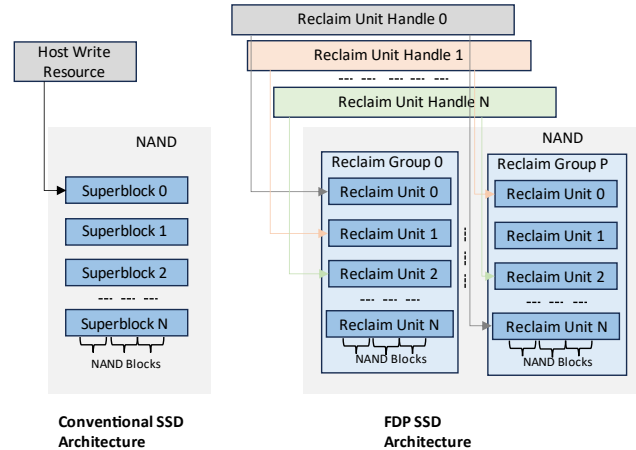 Reclaim Unit Handle 0
Host Write
Resource
Reclaim Unit Handle 1
Reclaim Unit Handle N
NAND
Superblock 0
Superblock 1
Superblock 2
Superblock N
NAND Blocks
NAND
Reclaim Group 0
Reclaim Unit 0
Reclaim Unit 1
Reclaim Unit 2
Reclaim Unit N
NAND Blocks
Reclaim Group P
Reclaim Unit 0
Reclaim Unit 1
Reclaim Unit 2
Reclaim Unit N
NAND Blocks
Conventional SSD
Architecture
FDP SSD
Architecture